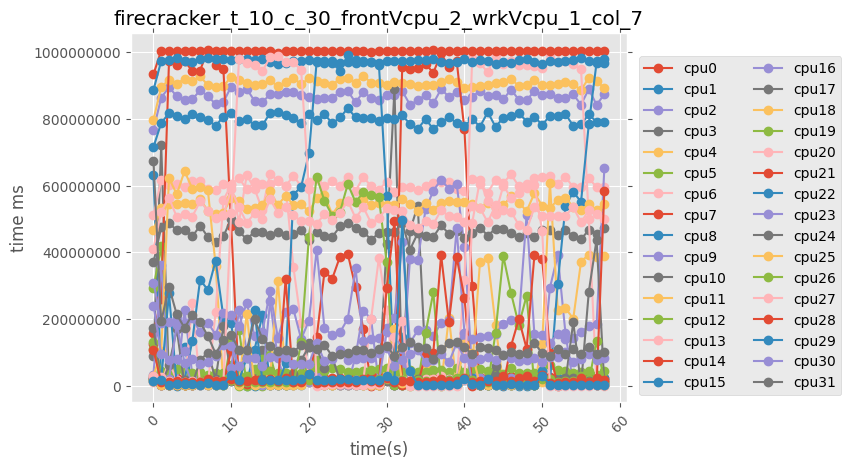 firecracker_t_10_c_30_frontVcpu_2_wrkVcpu_1_col_7
1000000000
800000000
600000000
400000000
200000000
0
time ms
0
10
20
30
40
50
60
time(s)
cpu0
cpu1
cpu2
cpu3
cpu4
cpu5
cpu6
cpu7
cpu8
cpu9
cpu10
cpu11
cpu12
cpu13
cpu14
cpu15
cpu16
cpu17
cpu18
cpu19
cpu20
cpu21
cpu22
cpu23
cpu24
cpu25
cpu26
cpu27
cpu28
cpu29
cpu30
cpu31